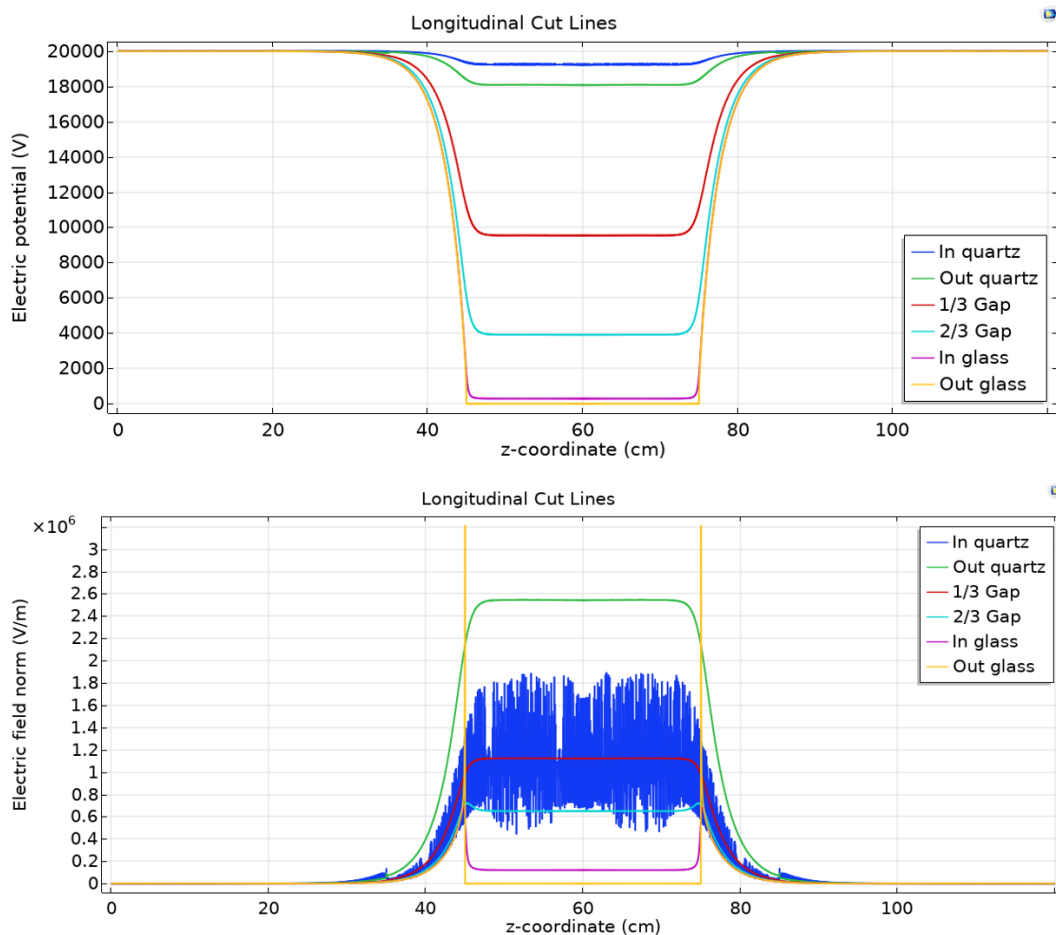 Longitudinal Cut Lines
Electric potential (V)
20000
18000
16000
14000
12000
10000
8000
6000
4000
2000
0
In quartz
Out quartz
1/3 Gap
2/3 Gap
In glass
Out glass
0 20 40 60 80 100
z-coordinate (cm)
Longitudinal Cut Lines
×10⁶
Electric field norm (V/m)
3
2.8
2.6
2.4
2.2
2
1.8
1.6
1.4
1.2
1
0.8
0.6
0.4
0.2
0
In quartz
Out quartz
1/3 Gap
2/3 Gap
In glass
Out glass
0 20 40 60 80 100
z-coordinate (cm)